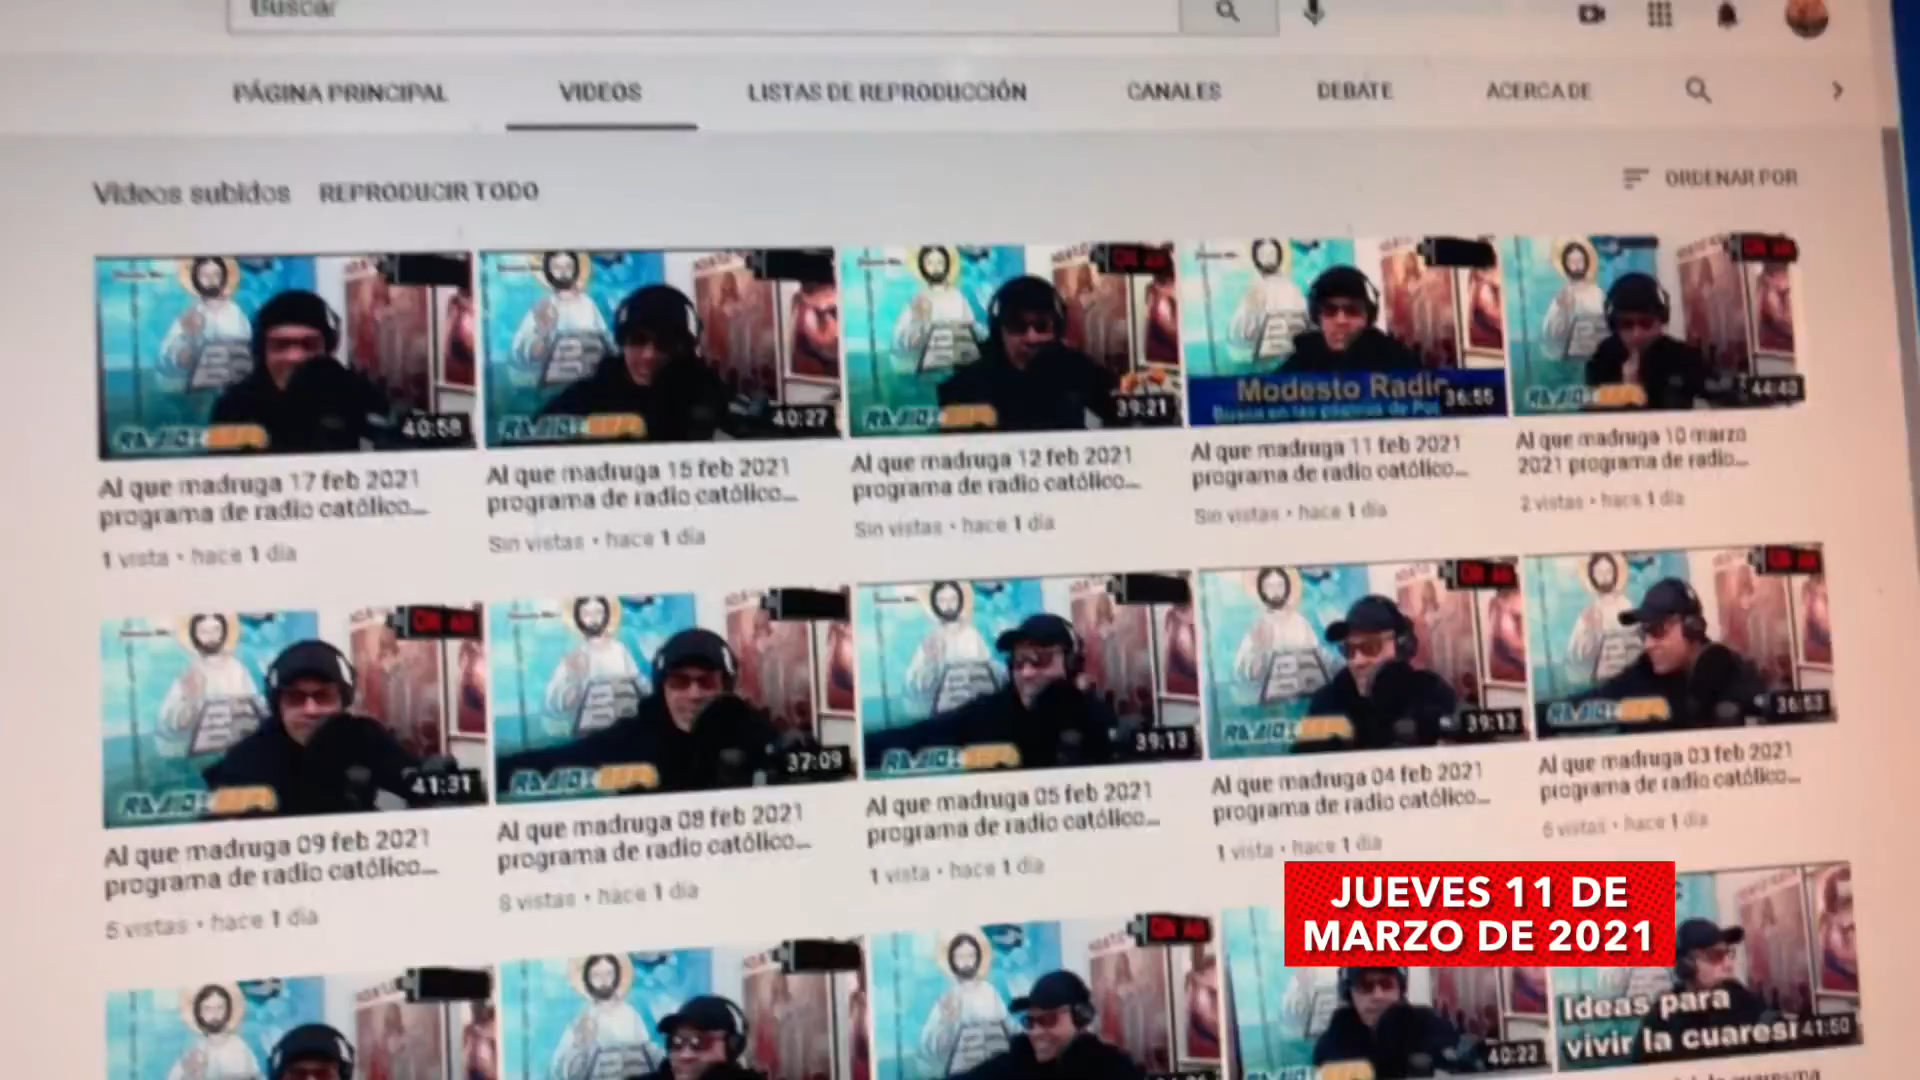 Buscar
PÁGINA PRINCIPAL VIDEOS LISTAS DE REPRODUCCIÓN CANALES DEBATE ACERCA DE
Videos subidos REPRODUCIR TODO
ORDENAR POR
40:58
40:27
39:21
Modesto Radio
36:55
44:40
Al que madruga 17 feb 2021
programa de radio católico...
1 vista • hace 1 día
Al que madruga 15 feb 2021
programa de radio católico...
Sin vistas • hace 1 día
Al que madruga 12 feb 2021
programa de radio católico...
Sin vistas • hace 1 día
Al que madruga 11 feb 2021
programa de radio católico...
Sin vistas • hace 1 día
Al que madruga 10 marzo
2021 programa de radio...
2 vistas • hace 1 día
41:31
37:09
39:13
39:13
36:53
Al que madruga 09 feb 2021
programa de radio católico...
5 vistas • hace 1 día
Al que madruga 08 feb 2021
programa de radio católico...
8 vistas • hace 1 día
Al que madruga 05 feb 2021
programa de radio católico...
1 vista • hace 1 día
Al que madruga 04 feb 2021
programa de radio católico...
1 vista • hace 1 día
Al que madruga 03 feb 2021
programa de radio católico...
6 vistas • hace 1 día
JUEVES 11 DE
MARZO DE 2021
40:22
Ideas para
vivir la cuaresi
41:50